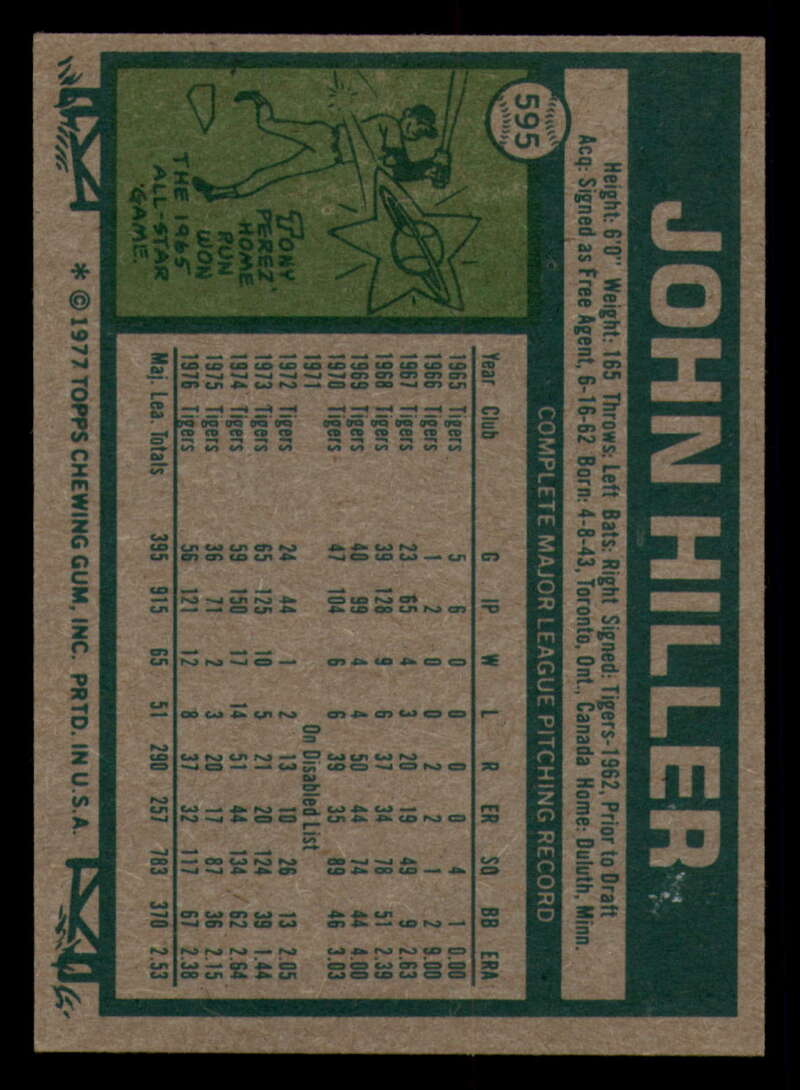 JOHN HILLER
Height: 6'0" Weight: 165 Throws: Left Bats: Right Signed: Tigers-1962, Prior to Draft
Acq: Signed as Free Agent, 6-16-62 Born: 4-8-43, Toronto, Ont., Canada Home: Duluth, Minn.
595
COMPLETE MAJOR LEAGUE PITCHING RECORD
Year Club G IP W L R ER SO BB ERA
1965 Tigers 5 6 0 0 0 0 4 1 0.00
1966 Tigers 1 2 0 0 2 2 1 2 9.00
1967 Tigers 23 65 4 3 20 19 49 9 2.63
1968 Tigers 39 128 9 6 37 34 78 51 2.39
1969 Tigers 40 99 4 4 50 44 74 44 4.00
1970 Tigers 47 104 6 6 39 35 89 46 3.03
1971 On Disabled List
1972 Tigers 24 44 1 2 13 10 26 13 2.05
1973 Tigers 65 125 10 5 21 20 124 39 1.44
1974 Tigers 59 150 17 14 51 44 134 62 2.64
1975 Tigers 36 71 2 3 20 17 87 36 2.15
1976 Tigers 56 121 12 8 37 32 117 67 2.38
Maj. Lea. Totals 395 915 65 51 290 257 783 370 2.53
TONY
PEREZ'
HOME
RUN
WON
THE 1965
ALL-STAR
GAME.
* © 1977 TOPPS CHEWING GUM, INC. PRTD. IN U.S.A.